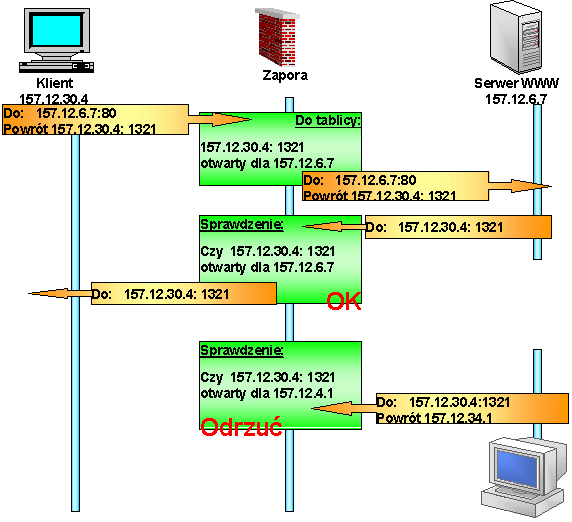 Klient
157.12.30.4
Zapora
Serwer WWW
157.12.6.7
Do: 157.12.6.7:80
Powrót 157.12.30.4: 1321
Do tablicy:
157.12.30.4: 1321
otwarty dla 157.12.6.7
Do: 157.12.6.7:80
Powrót 157.12.30.4: 1321
Do: 157.12.30.4: 1321
Sprawdzenie:
Czy 157.12.30.4: 1321
otwarty dla 157.12.6.7
OK
Do: 157.12.30.4: 1321
Sprawdzenie:
Czy 157.12.30.4: 1321
otwarty dla 157.12.4.1
Odrzuć
Do: 157.12.30.4:1321
Powrót 157.12.34.1